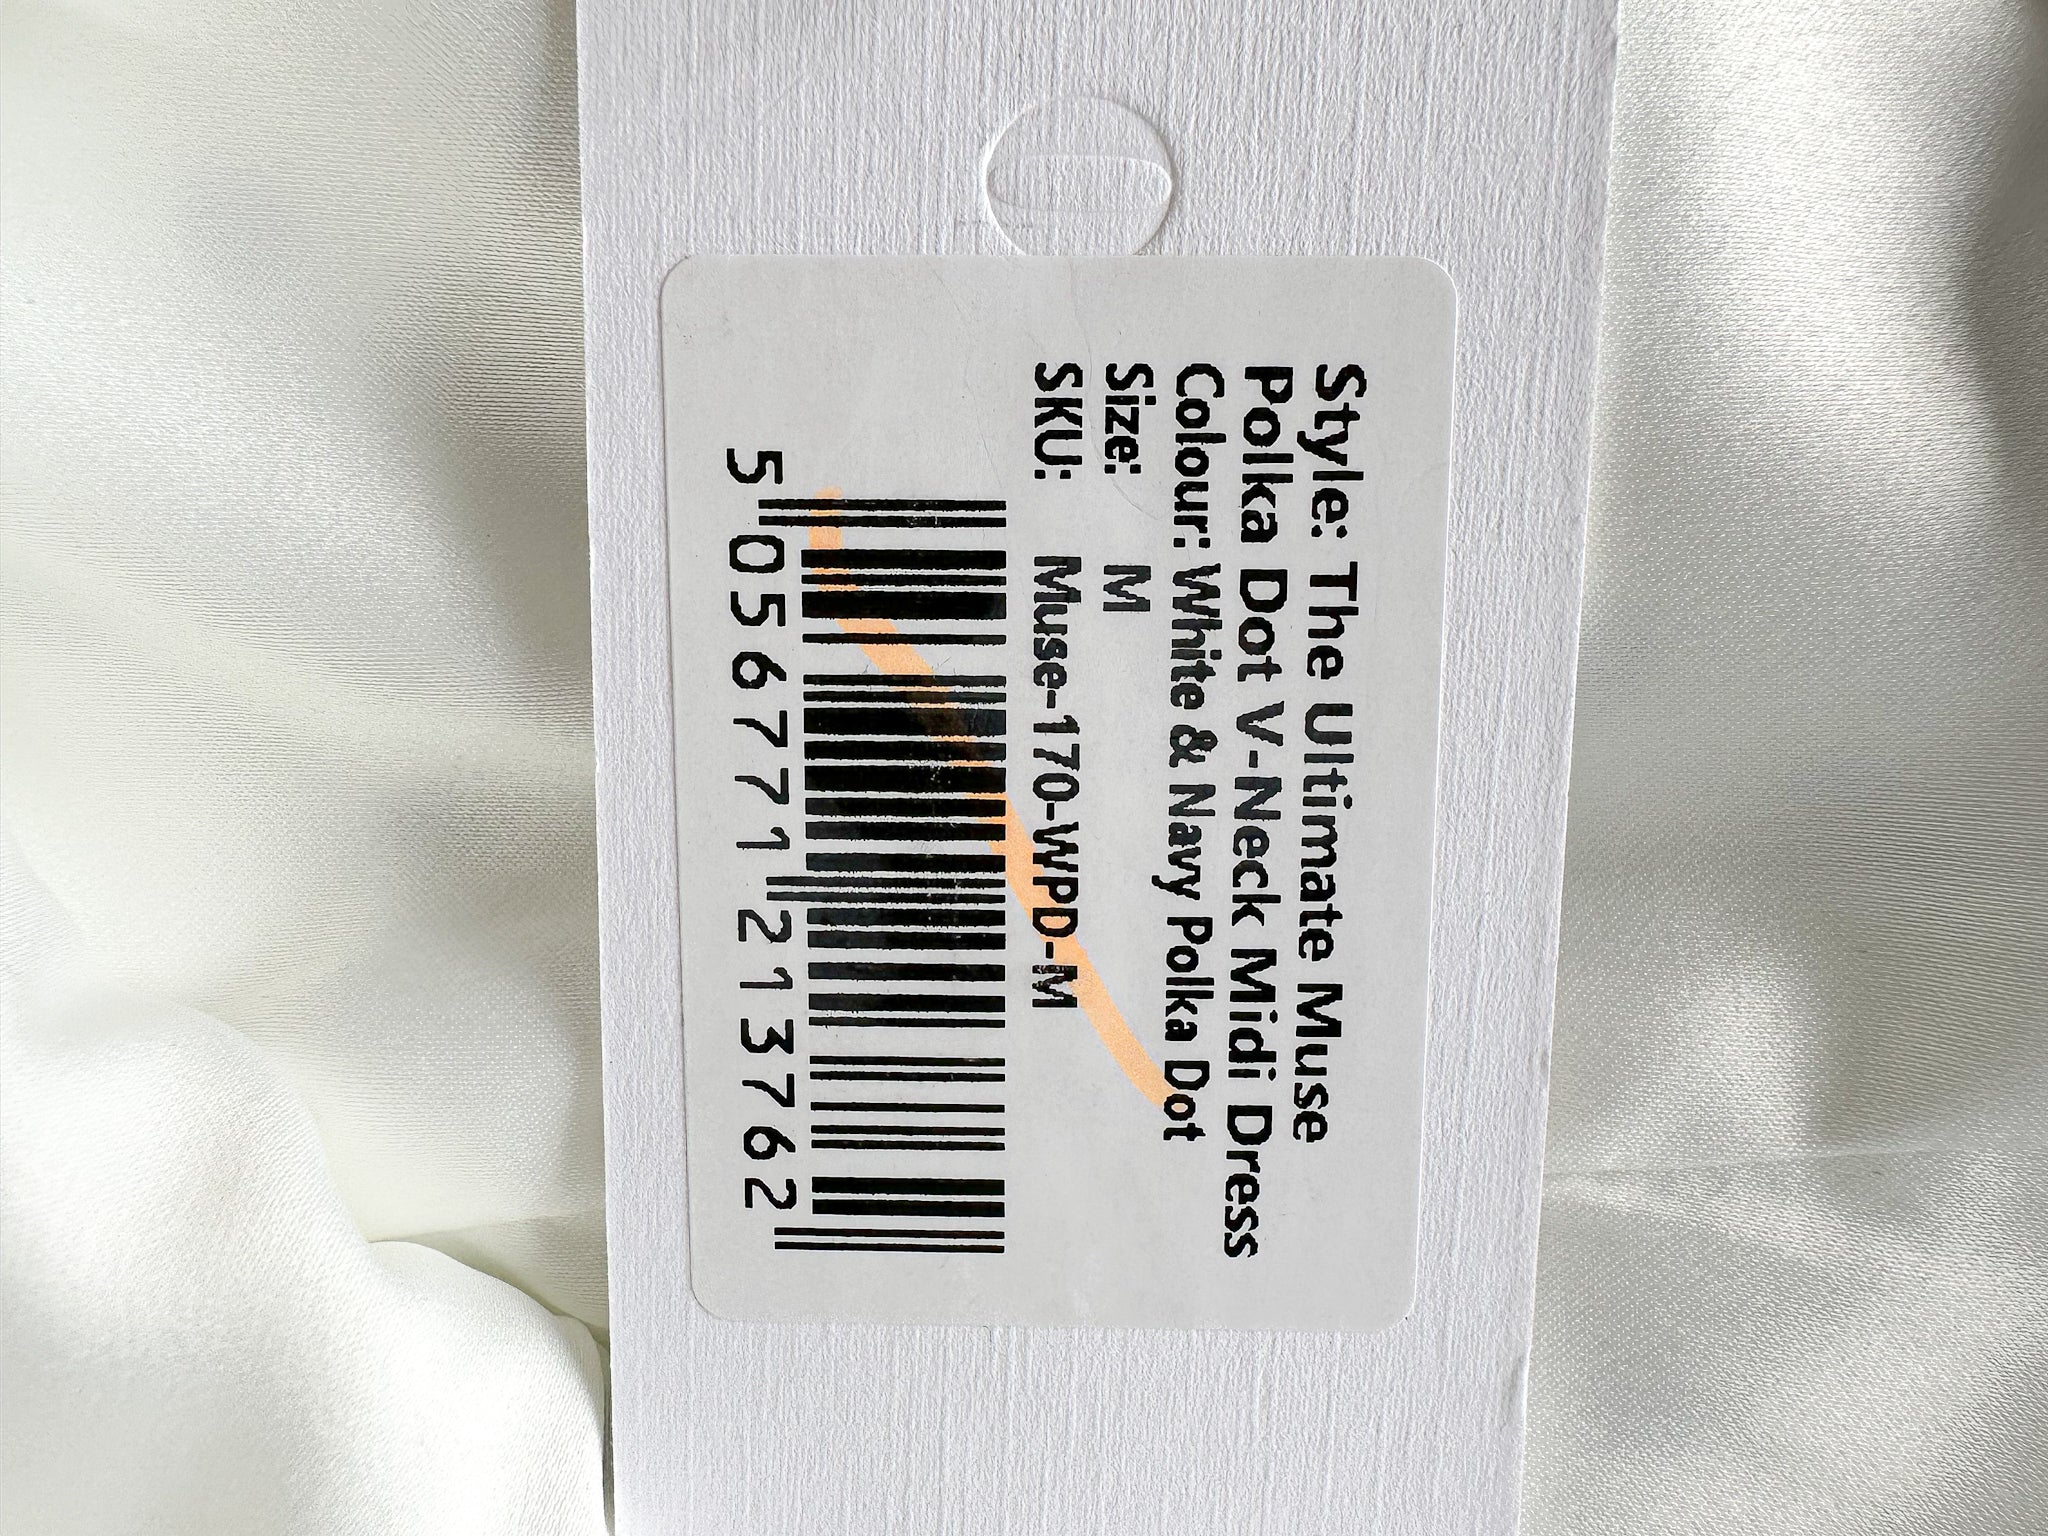 Style: The Ultimate Muse
Polka Dot V-Neck Midi Dress
Colour: White & Navy Polka Dot
Size: M
SKU: Muse-170-WPD-M
5 056771 213762